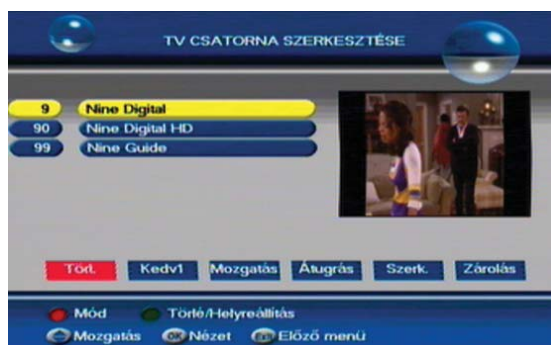 TV CSATORNA SZERKESZTÉSE
9 Nine Digital
90 Nine Digital HD
99 Nine Guide
Törl. Kedv1 Mozgatás Átugrás Szerk. Zárolás
Mód Törlé/Helyreállítás
Mozgatás OK Nézet Exit Előző menü